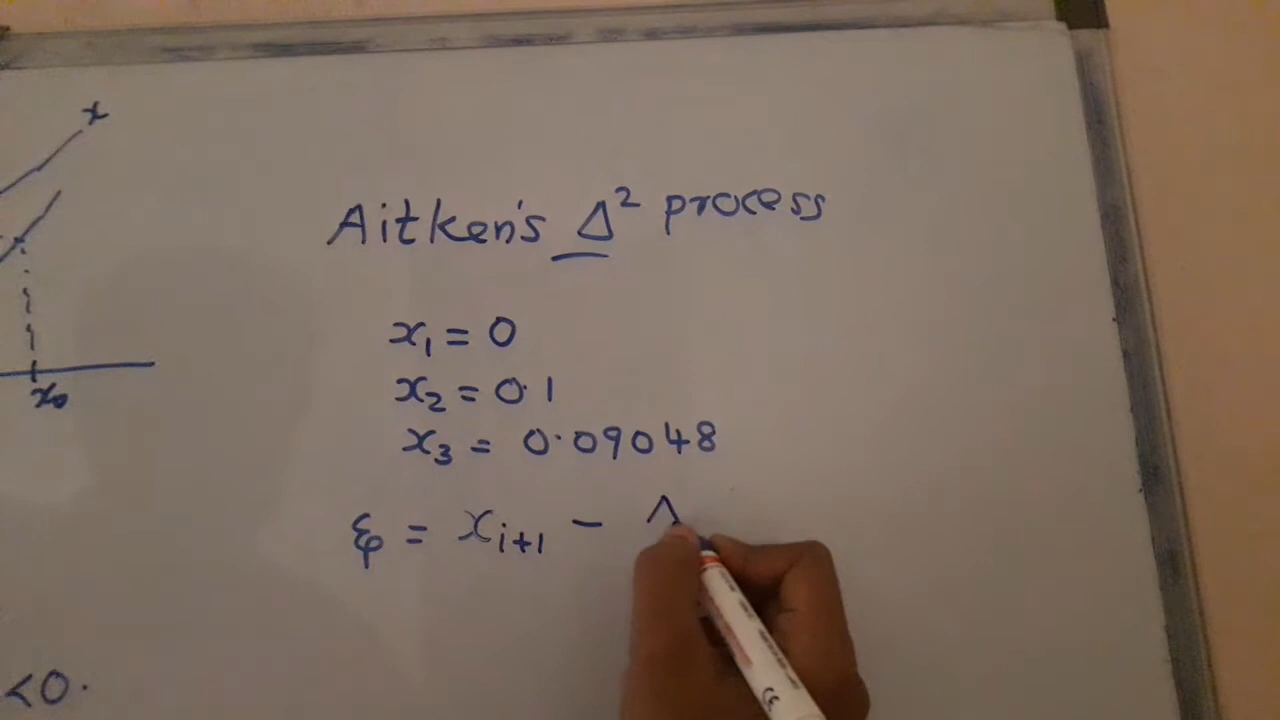 x
Aitken's Δ² process
x₁ = 0
x₂ = 0.1
x₃ = 0.09048
x₀
ξ = xᵢ₊₁ - Δ
<0.